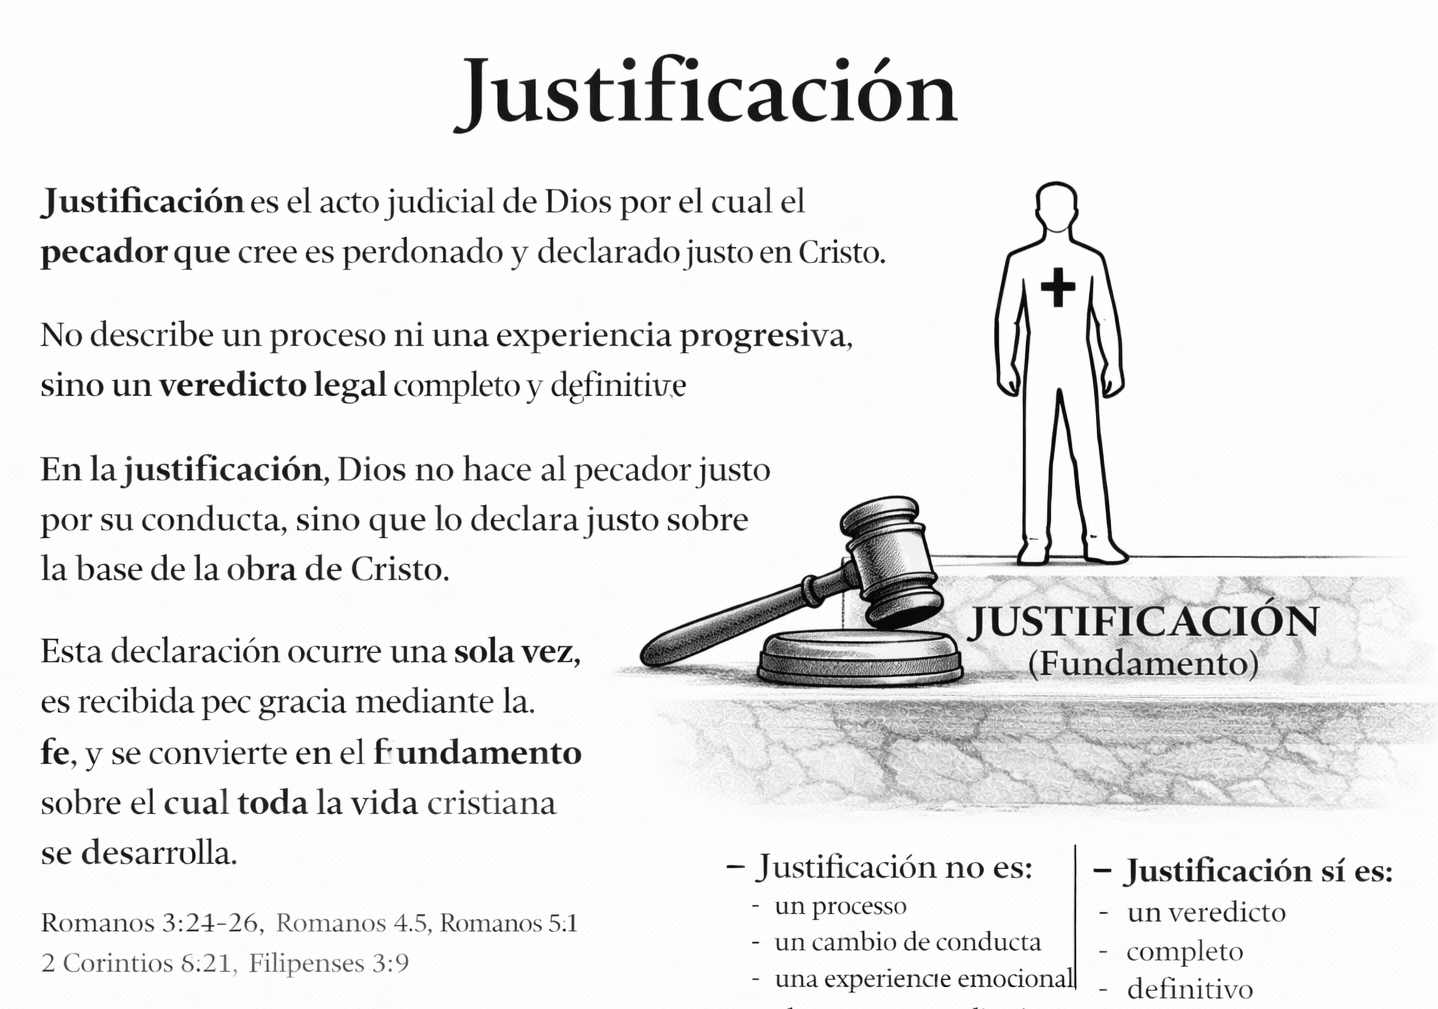 Justificación
Justificación es el acto judicial de Dios por el cual el
pecador que cree es perdonado y declarado justo en Cristo.
No describe un proceso ni una experiencia progresiva,
sino un veredicto legal completo y definitive
En la justificación, Dios no hace al pecador justo
por su conducta, sino que lo declara justo sobre
la base de la obra de Cristo.
Esta declaración ocurre una sola vez,
es recibida pec gracia mediante la.
fe, y se convierte en el fundamento
sobre el cual toda la vida cristiana
se desarrolla.
Romanos 3:24-26, Romanos 4.5, Romanos 5:1
2 Corintios 6:21, Filipenses 3:9
JUSTIFICACIÓN
(Fundamento)
– Justificación no es:
- un proceso
- un cambio de conducta
- una experiencie emocional
– Justificación sí es:
- un veredicto
- completo
- definitivo